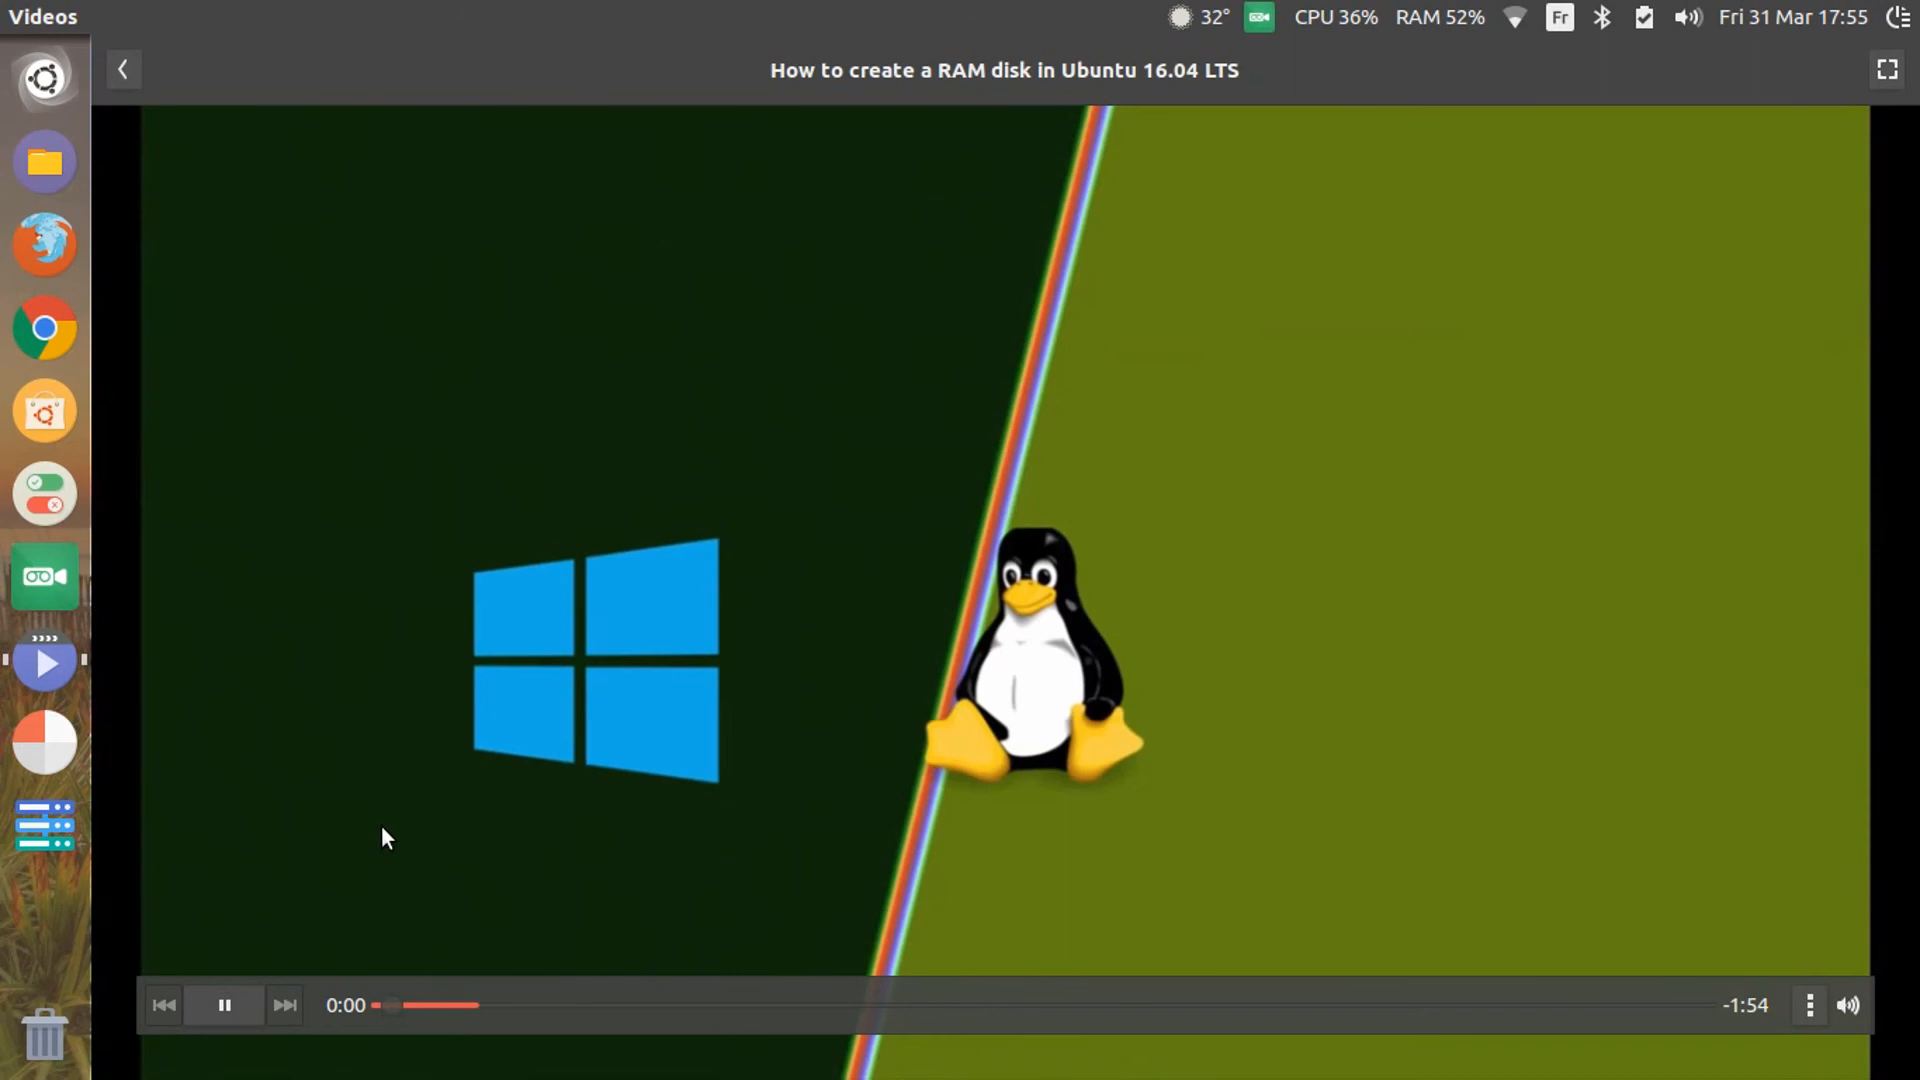 Videos
32° CPU 36% RAM 52% Fr Fri 31 Mar 17:55
How to create a RAM disk in Ubuntu 16.04 LTS
0:00 -1:54